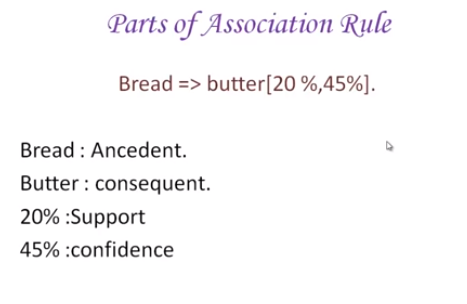 Parts of Association Rule
Bread => butter[20 %,45%].
Bread : Ancedent.
Butter : consequent.
20% :Support
45% :confidence